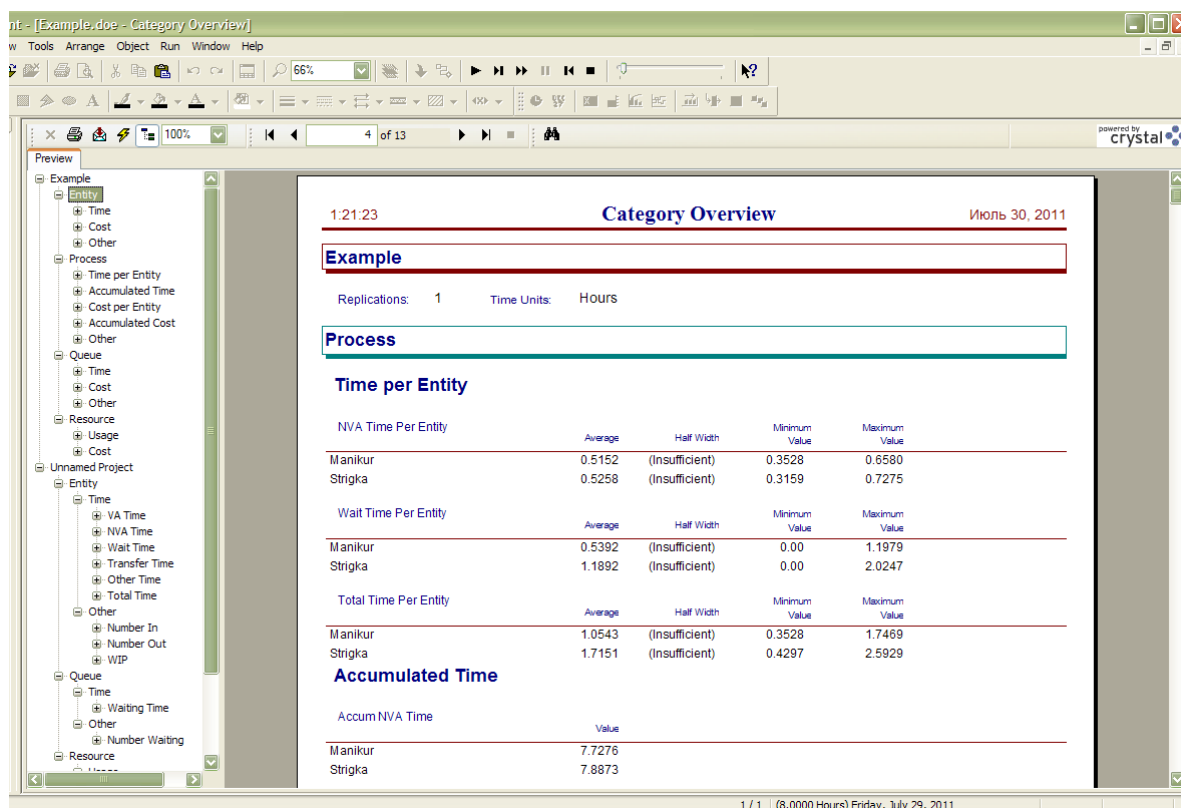 nt - [Example.doe - Category Overview]
w Tools Arrange Object Run Window Help
66%
100% 4 of 13 powered by crystal
Preview
Example
Entity
Time
Cost
Other
Process
Time per Entity
Accumulated Time
Cost per Entity
Accumulated Cost
Other
Queue
Time
Cost
Other
Resource
Usage
Cost
Unnamed Project
Entity
Time
VA Time
NVA Time
Wait Time
Transfer Time
Other Time
Total Time
Other
Number In
Number Out
WIP
Queue
Time
Waiting Time
Other
Number Waiting
Resource
1:21:23 Category Overview Июль 30, 2011
Example
Replications: 1 Time Units: Hours
Process
Time per Entity
NVA Time Per Entity Average Half Width Minimum Value Maximum Value
Manikur 0.5152 (Insufficient) 0.3528 0.6580
Strigka 0.5258 (Insufficient) 0.3159 0.7275
Wait Time Per Entity Average Half Width Minimum Value Maximum Value
Manikur 0.5392 (Insufficient) 0.00 1.1979
Strigka 1.1892 (Insufficient) 0.00 2.0247
Total Time Per Entity Average Half Width Minimum Value Maximum Value
Manikur 1.0543 (Insufficient) 0.3528 1.7469
Strigka 1.7151 (Insufficient) 0.4297 2.5929
Accumulated Time
Accum NVA Time Value
Manikur 7.7276
Strigka 7.8873
1 / 1 (8.0000 Hours) Friday, July 29, 2011